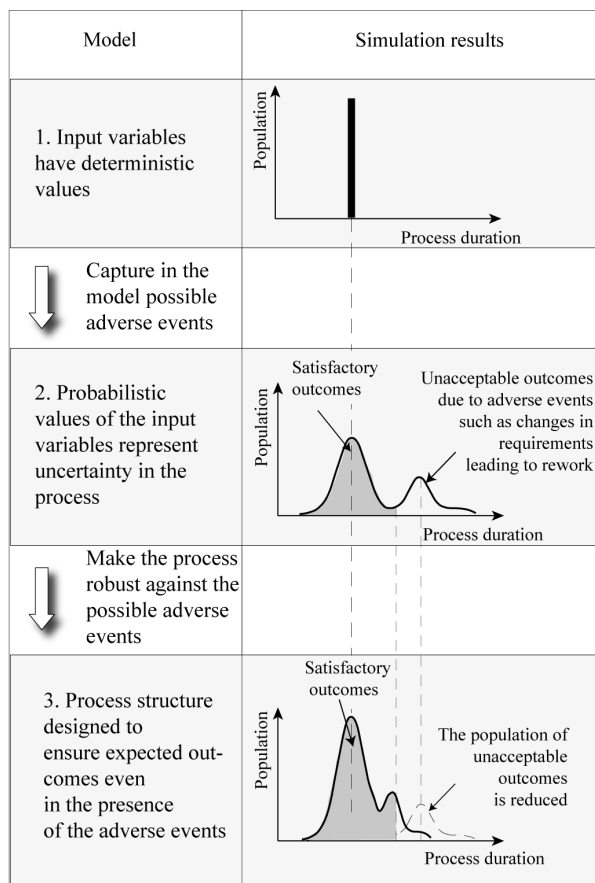 Model
Simulation results
1. Input variables
have deterministic
values
Population
Process duration
Capture in the
model possible
adverse events
2. Probabilistic
values of the input
variables represent
uncertainty in the
process
Population
Satisfactory
outcomes
Unacceptable outcomes
due to adverse events
such as changes in
requirements
leading to rework
Process duration
Make the process
robust against the
possible adverse
events
3. Process structure
designed to
ensure expected out-
comes even
in the presence
of the adverse events
Population
Satisfactory
outcomes
The population of
unacceptable
outcomes
is reduced
Process duration